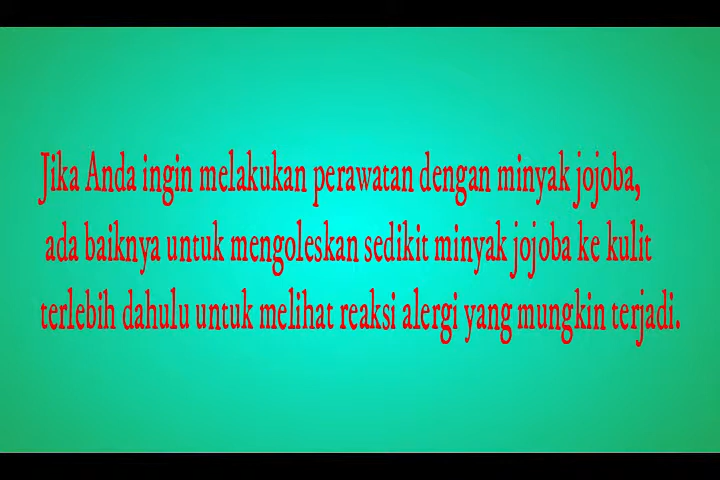 Jika Anda ingin melakukan perawatan dengan minyak jojoba,
ada baiknya untuk mengoleskan sedikit minyak jojoba ke kulit
terlebih dahulu untuk melihat reaksi alergi yang mungkin terjadi.